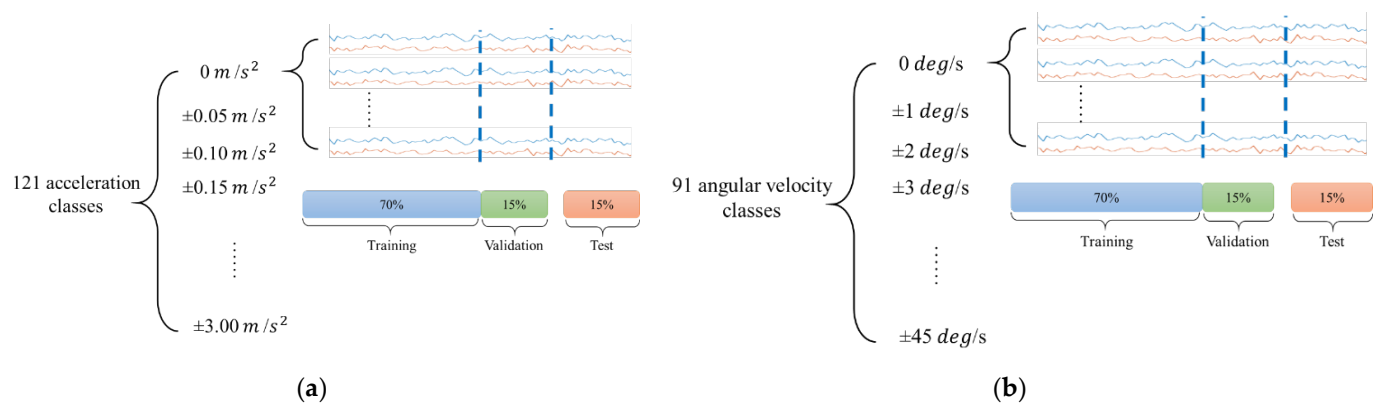 0 m/s²
±0.05 m/s²
±0.10 m/s²
±0.15 m/s²
121 acceleration
classes
±3.00 m/s²
70%
15%
15%
Training
Validation
Test
(a)
0 deg/s
±1 deg/s
±2 deg/s
±3 deg/s
91 angular velocity
classes
±45 deg/s
70%
15%
15%
Training
Validation
Test
(b)